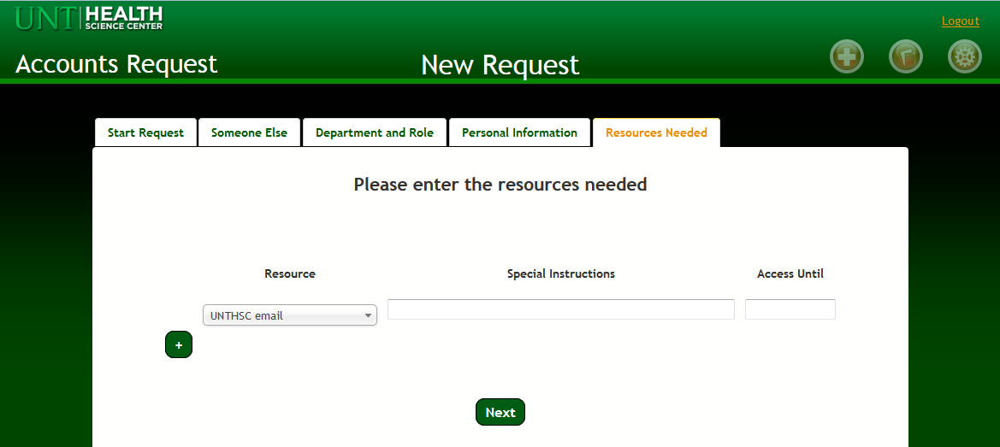 UNT HEALTH
SCIENCE CENTER
Logout
Accounts Request
New Request
Start Request
Someone Else
Department and Role
Personal Information
Resources Needed
Please enter the resources needed
Resource
Special Instructions
Access Until
UNTHSC email
+
Next